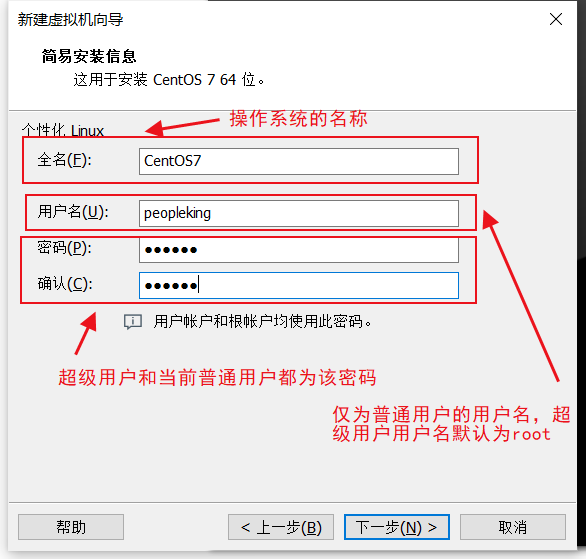 新建虚拟机向导
简易安装信息
这用于安装 CentOS 7 64 位。
操作系统的名称
个性化 Linux
全名(F):
CentOS7
用户名(U):
peopleking
密码(P):
●●●●●●
确认(C):
●●●●●●
用户帐户和根帐户均使用此密码。
超级用户和当前普通用户都为该密码
仅为普通用户的用户名，超
级用户用户名默认为root
帮助
< 上一步(B)
下一步(N) >
取消